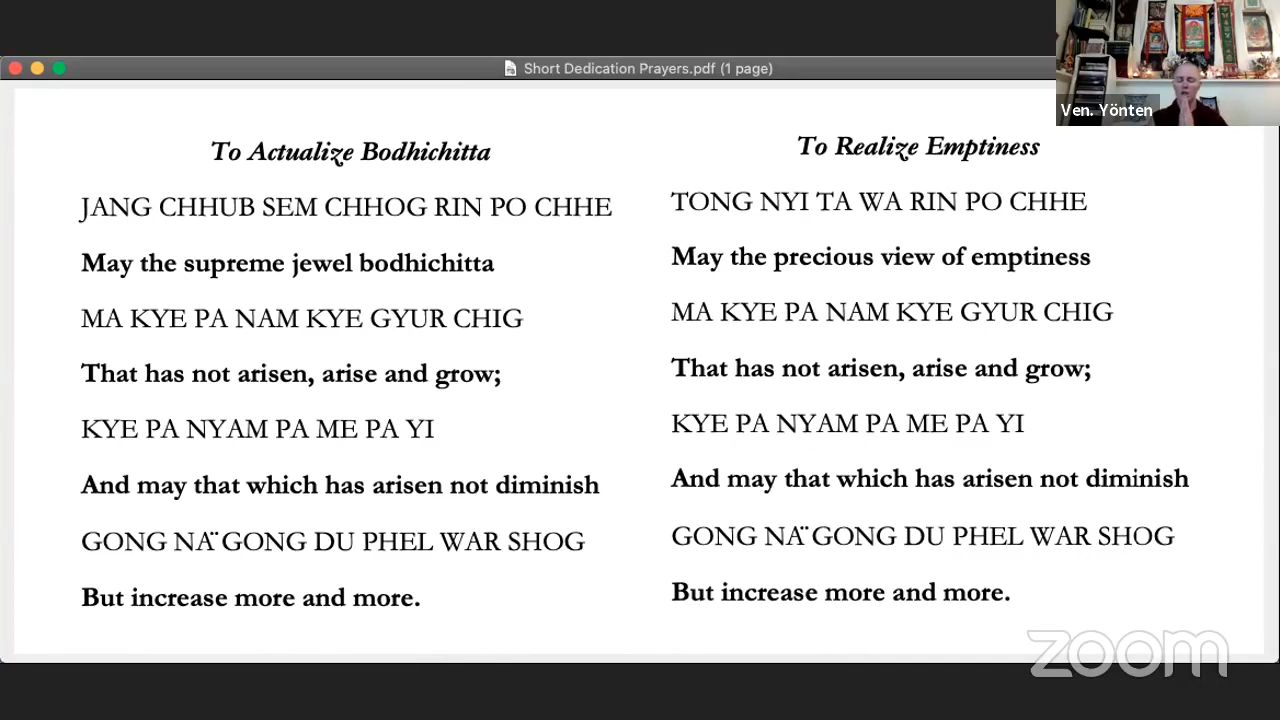 Short Dedication Prayers.pdf (1 page)
Ven. Yönten
To Actualize Bodhichitta
JANG CHHUB SEM CHHOG RIN PO CHHE
May the supreme jewel bodhichitta
MA KYE PA NAM KYE GYUR CHIG
That has not arisen, arise and grow;
KYE PA NYAM PA ME PA YI
And may that which has arisen not diminish
GONG NÄ GONG DU PHEL WAR SHOG
But increase more and more.
To Realize Emptiness
TONG NYI TA WA RIN PO CHHE
May the precious view of emptiness
MA KYE PA NAM KYE GYUR CHIG
That has not arisen, arise and grow;
KYE PA NYAM PA ME PA YI
And may that which has arisen not diminish
GONG NÄ GONG DU PHEL WAR SHOG
But increase more and more.
zoom